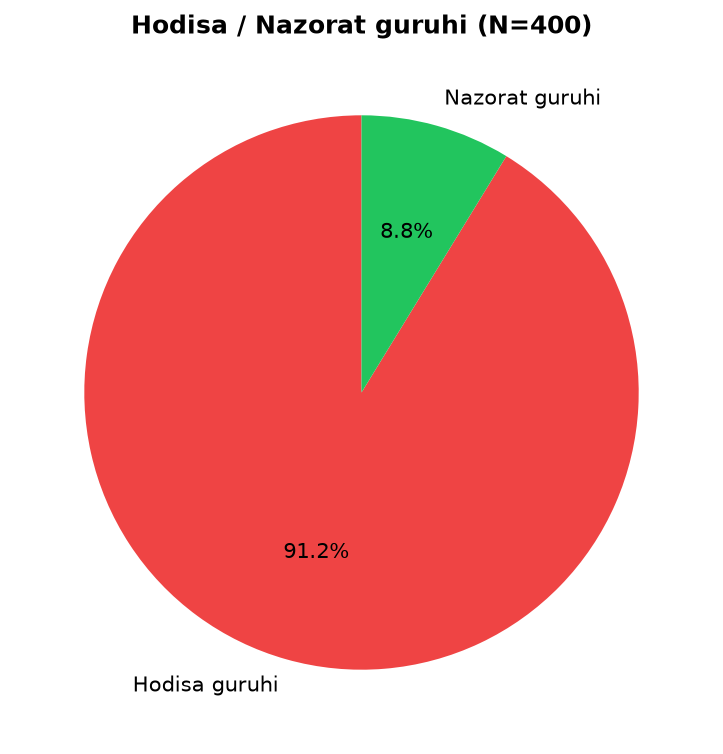 Hodisa / Nazorat guruhi (N=400)
Nazorat guruhi
8.8%
91.2%
Hodisa guruhi